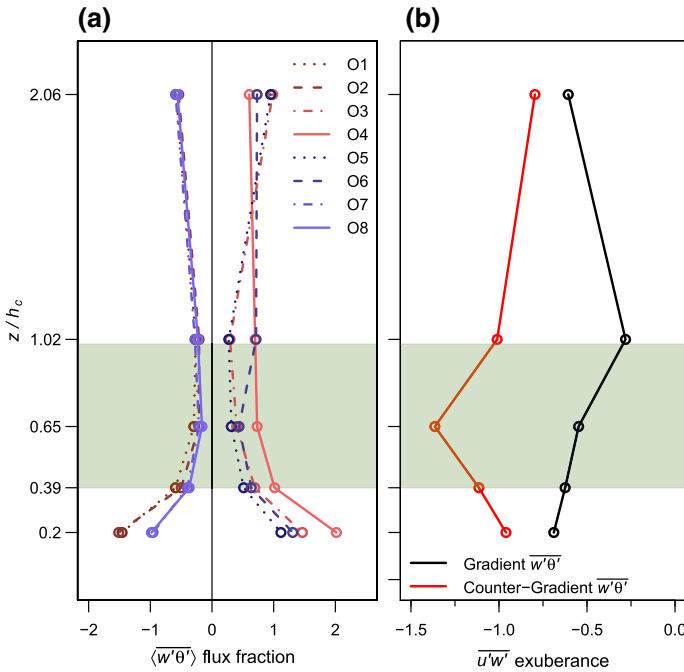 (a)
(b)
O1
O2
O3
O4
O5
O6
O7
O8
2.06
1.02
0.65
0.39
0.2
z / h_c
−2 −1 0 1 2
⟨w'θ'⟩ flux fraction
Gradient w'θ'
Counter−Gradient w'θ'
−1.5 −1.0 −0.5 0.0
u'w' exuberance